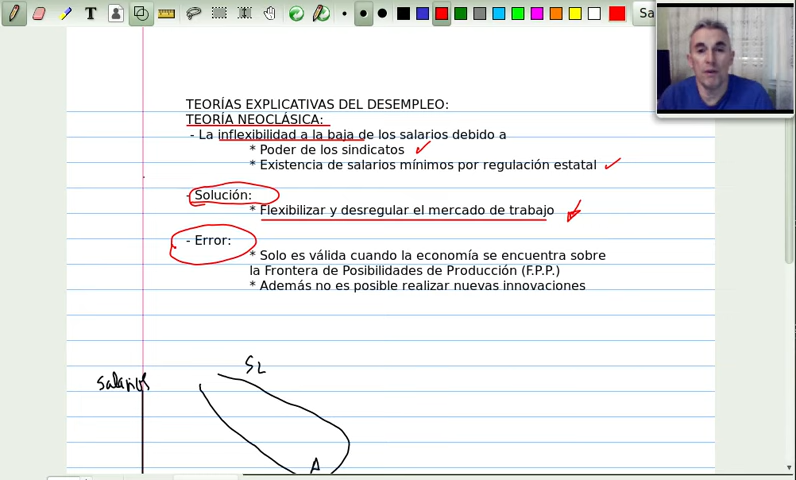 Sa
TEORÍAS EXPLICATIVAS DEL DESEMPLEO:
TEORÍA NEOCLÁSICA:
- La inflexibilidad a la baja de los salarios debido a
* Poder de los sindicatos
* Existencia de salarios mínimos por regulación estatal
- Solución:
* Flexibilizar y desregular el mercado de trabajo
- Error:
* Solo es válida cuando la economía se encuentra sobre
la Frontera de Posibilidades de Producción (F.P.P.)
* Además no es posible realizar nuevas innovaciones
SL
salarios
A